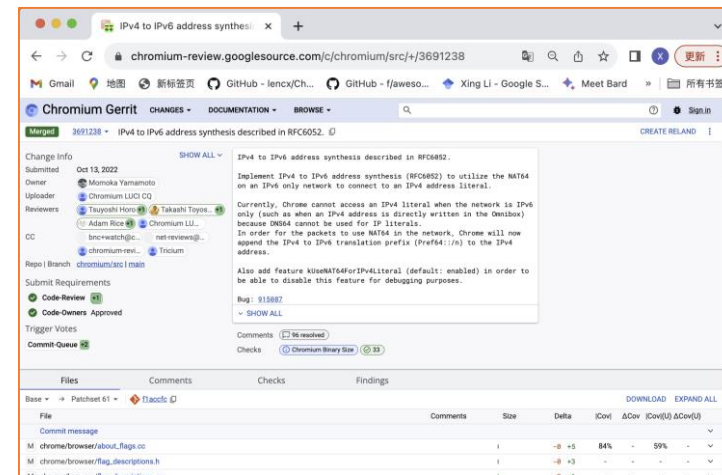 IPv4 to IPv6 address synthesi ×  +
chromium-review.googlesource.com/c/chromium/src/+/3691238 X 更新
Gmail 地图 新标签页 GitHub - lencx/Ch... GitHub - f/aweso... Xing Li - Google S... Meet Bard » 所有书签
Chromium Gerrit CHANGES DOCUMENTATION BROWSE Sign in
Merged 3691238 IPv4 to IPv6 address synthesis described in RFC6052. CREATE RELAND
Change Info SHOW ALL
Submitted Oct 13, 2022
Owner Momoka Yamamoto
Uploader Chromium LUCI CQ
Reviewers Tsuyoshi Horo +1 Takashi Toyos... +1
Adam Rice +1 Chromium LU...
CC bnc+watch@c... net-reviews@...
chromium-revi... Tricium
Repo | Branch chromium/src | main
Submit Requirements
Code-Review +1
Code-Owners Approved
Trigger Votes
Commit-Queue +2
IPv4 to IPv6 address synthesis described in RFC6052.
Implement IPv4 to IPv6 address synthesis (RFC6052) to utilize the NAT64
on an IPv6 only network to connect to an IPv4 address literal.
Currently, Chrome cannot access an IPv4 literal when the network is IPv6
only (such as when an IPv4 address is directly written in the Omnibox)
because DNS64 cannot be used for IP literals.
In order for the packets to use NAT64 in the network, Chrome will now
append the IPv4 to IPv6 translation prefix (Pref64::/n) to the IPv4
address.
Also add feature kUseNAT64ForIPv4Literal (default: enabled) in order to
be able to disable this feature for debugging purposes.
Bug: 915087
SHOW ALL
Comments 96 resolved
Checks Chromium Binary Size 33
Files Comments Checks Findings
Base → Patchset 61 f1accfc DOWNLOAD EXPAND ALL
File Comments Size Delta |Cov| ΔCov |Cov|(U) ΔCov(U)
Commit message
M chrome/browser/about_flags.cc -0 +5 84% - 59% -
M chrome/browser/flag_descriptions.h -0 +3 - - - -